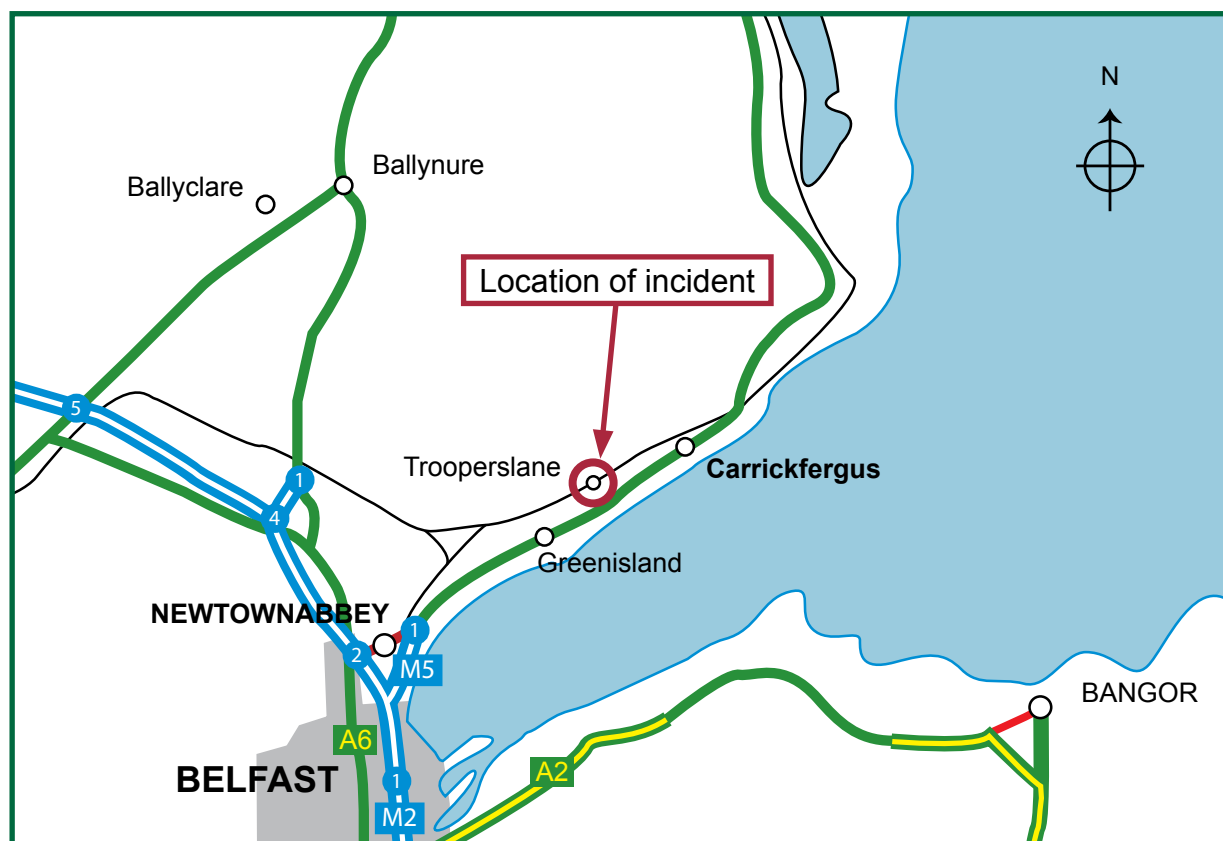 N
Ballynure
Ballyclare
Location of incident
5
Trooperslane
Carrickfergus
1
4
Greenisland
NEWTOWNABBEY
1
2
M5
BANGOR
A6
A2
BELFAST
1
M2